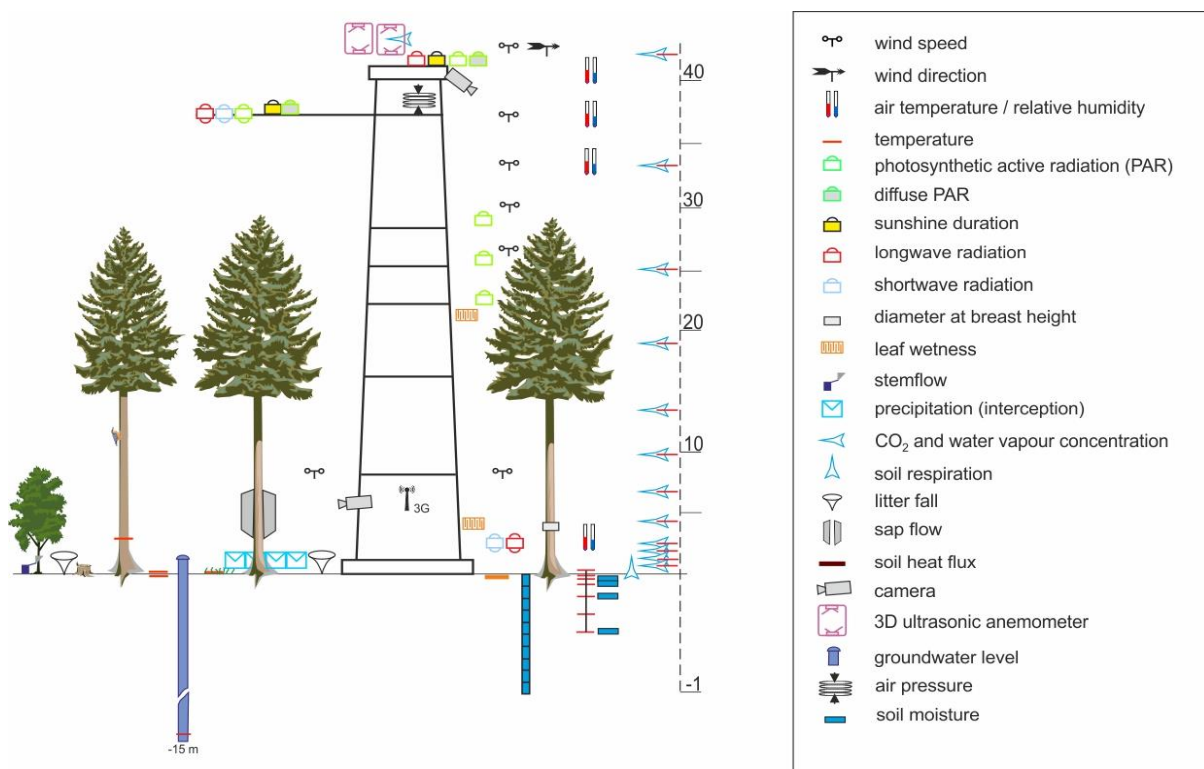 40
30
20
10
3G
-1
-15 m
wind speed
wind direction
air temperature / relative humidity
temperature
photosynthetic active radiation (PAR)
diffuse PAR
sunshine duration
longwave radiation
shortwave radiation
diameter at breast height
leaf wetness
stemflow
precipitation (interception)
CO₂ and water vapour concentration
soil respiration
litter fall
sap flow
soil heat flux
camera
3D ultrasonic anemometer
groundwater level
air pressure
soil moisture